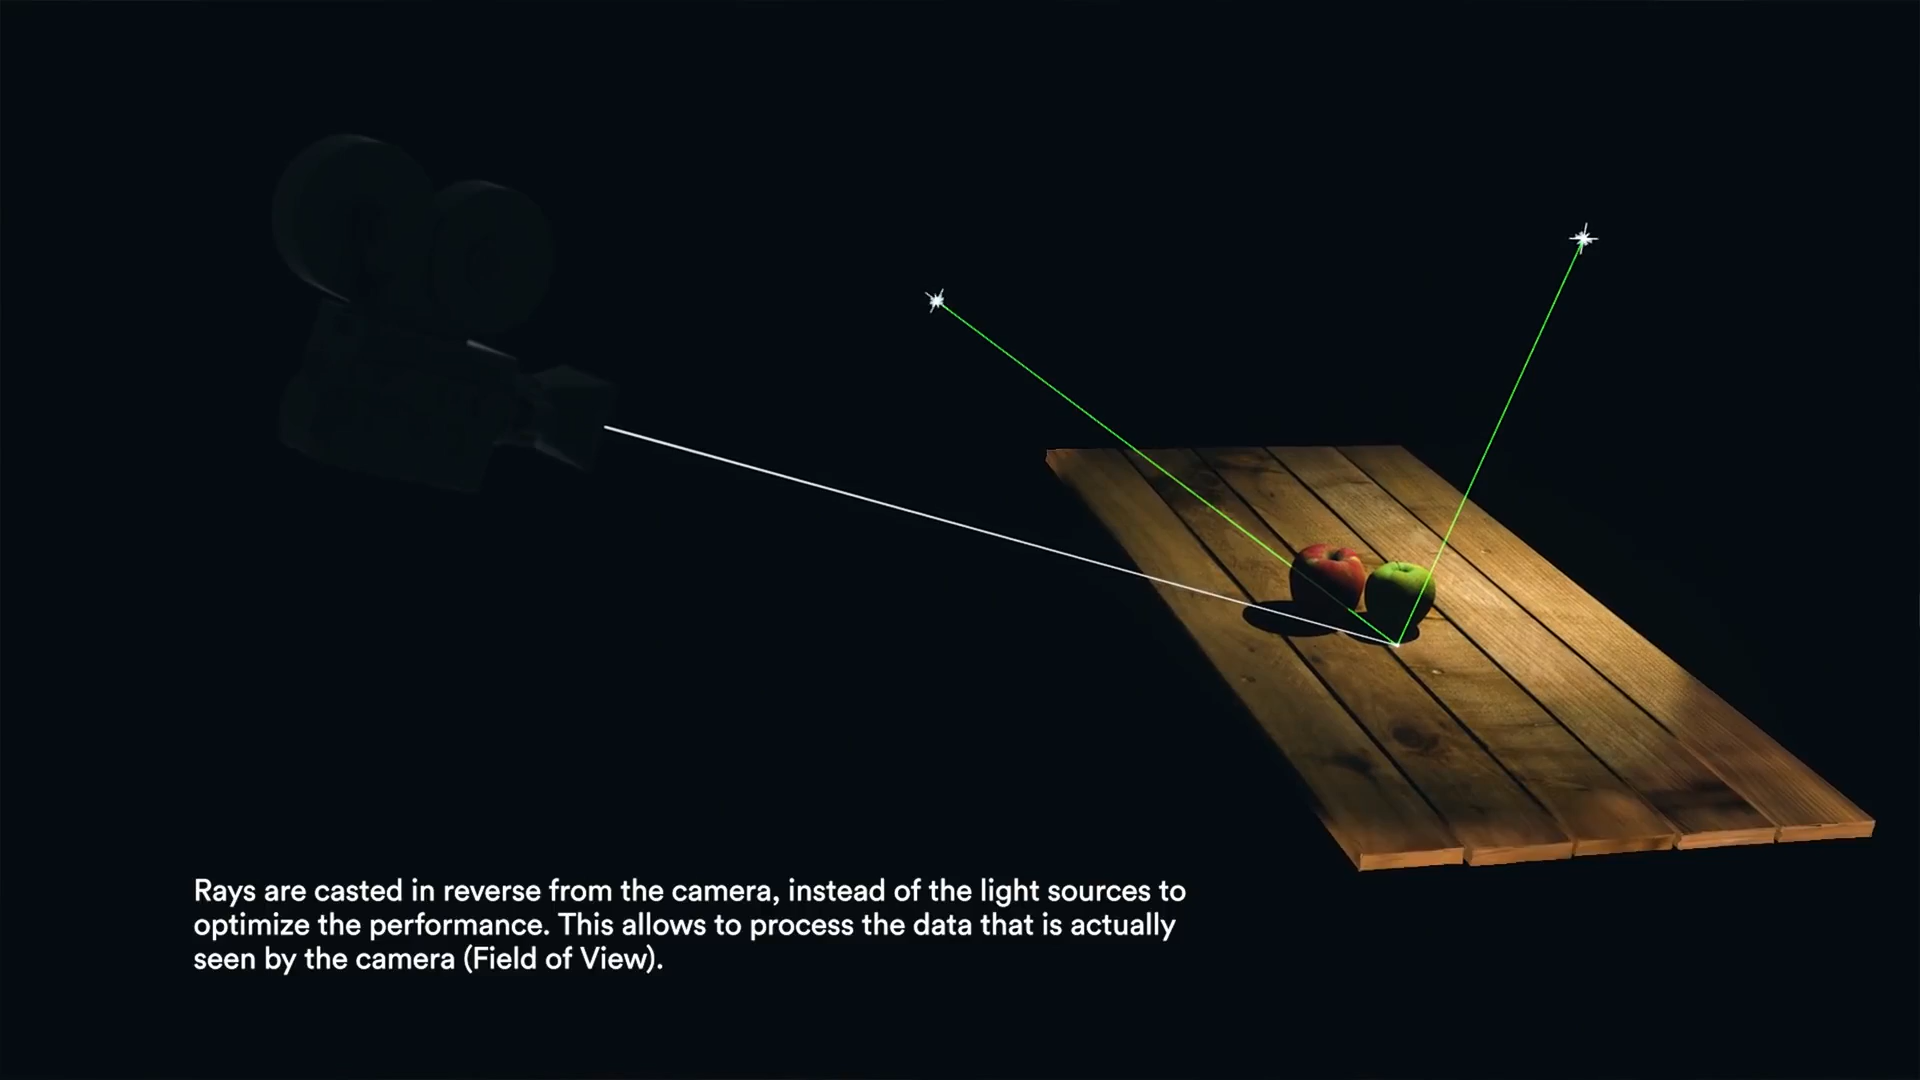 Rays are casted in reverse from the camera, instead of the light sources to
optimize the performance. This allows to process the data that is actually
seen by the camera (Field of View).